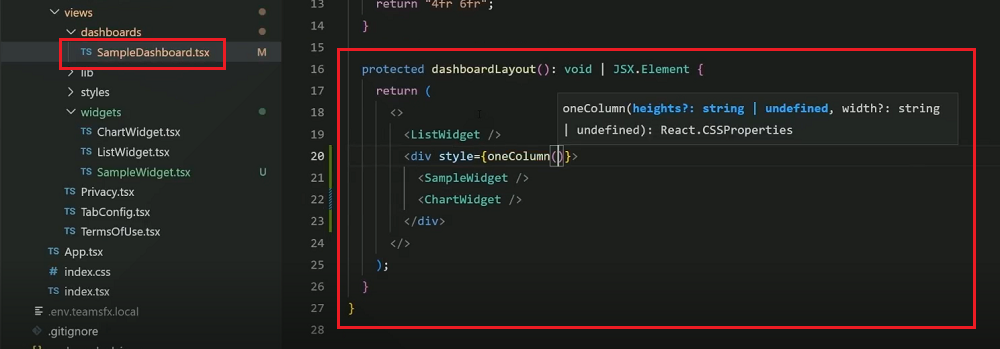 views
dashboards
TS SampleDashboard.tsx M
lib
styles
widgets
TS ChartWidget.tsx
TS ListWidget.tsx
TS SampleWidget.tsx U
TS Privacy.tsx
TS TabConfig.tsx
TS TermsOfUse.tsx
TS App.tsx
# index.css
TS index.tsx
.env.teamsfx.local
.gitignore
13 return "4fr 6fr";
14 }
15
16 protected dashboardLayout(): void | JSX.Element {
17 return (
18 <>
19 <ListWidget />
20 <div style={oneColumn()}>
21 <SampleWidget />
22 <ChartWidget />
23 </div>
24 </>
25 );
26 }
27 }
28
oneColumn(heights?: string | undefined, width?: string
| undefined): React.CSSProperties